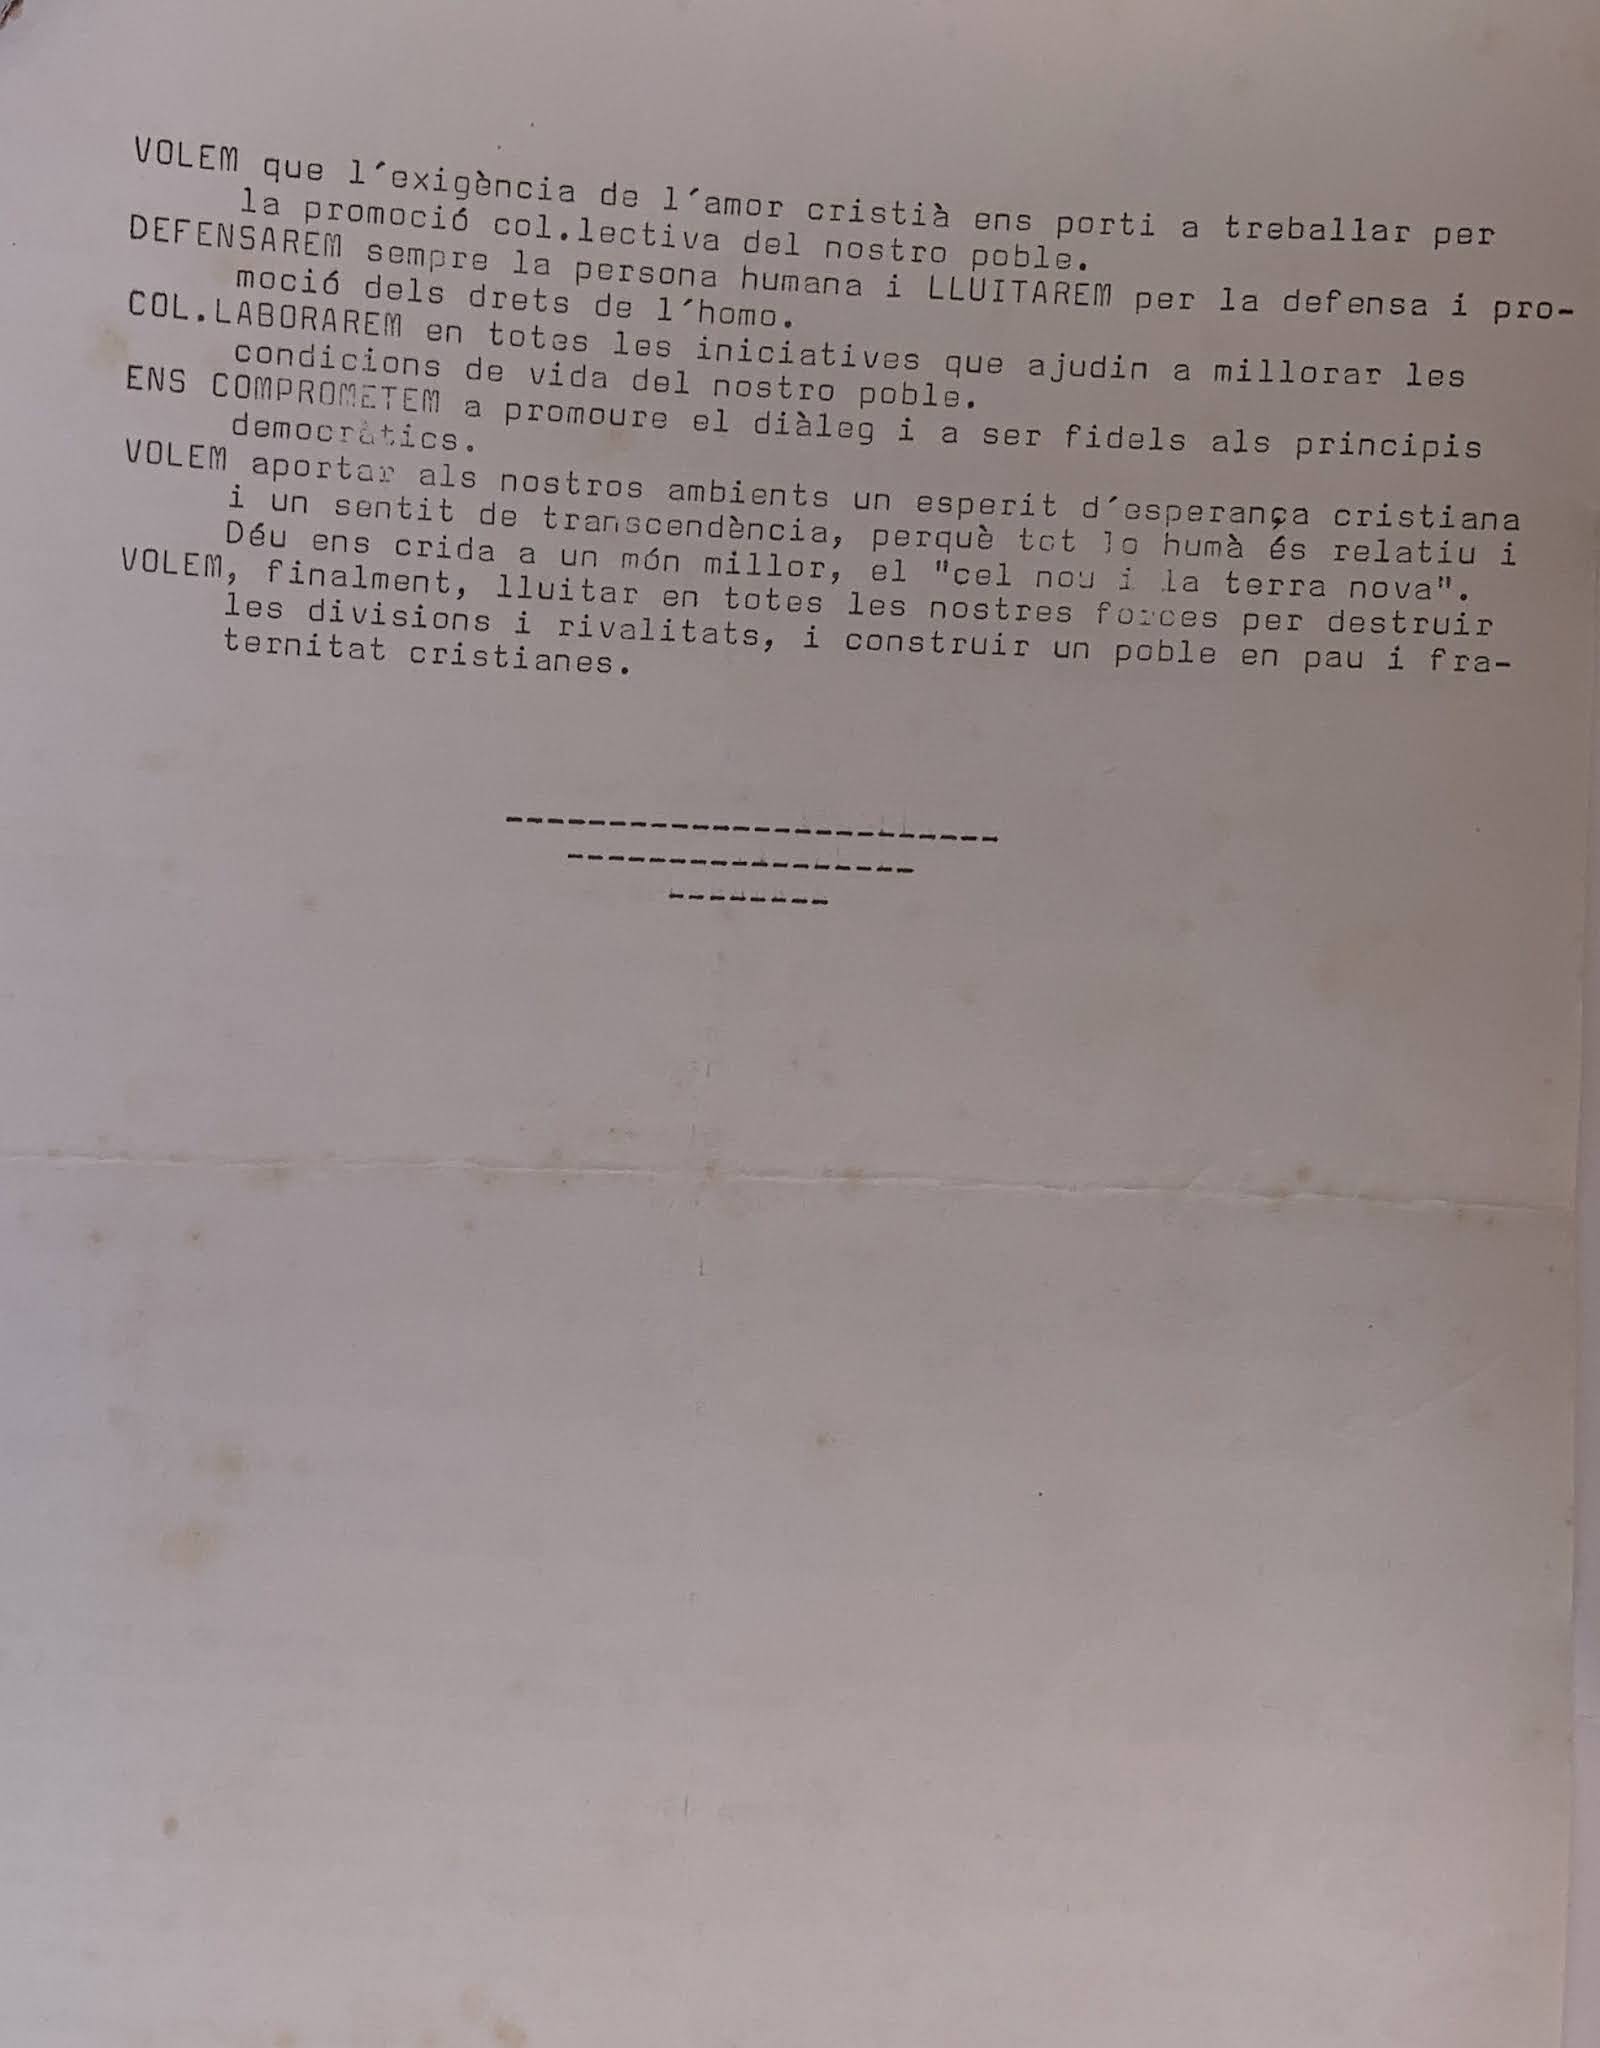 VOLEM que l´exigència de l´amor cristià ens porti a treballar per
la promoció col.lectiva del nostro poble.
DEFENSAREM sempre la persona humana i LLUITAREM per la defensa i pro-
moció dels drets de l´homo.
COL.LABORAREM en totes les iniciatives que ajudin a millorar les
condicions de vida del nostro poble.
ENS COMPROMETEM a promoure el diàleg i a ser fidels als principis
democràtics.
VOLEM aportar als nostros ambients un esperit d´esperança cristiana
i un sentit de transcendència, perquè tot lo humà és relatiu i
Déu ens crida a un món millor, el "cel nou i la terra nova".
VOLEM, finalment, lluitar en totes les nostres forces per destruir
les divisions i rivalitats, i construir un poble en pau i fra-
ternitat cristianes.
------------------------
-----------------
--------